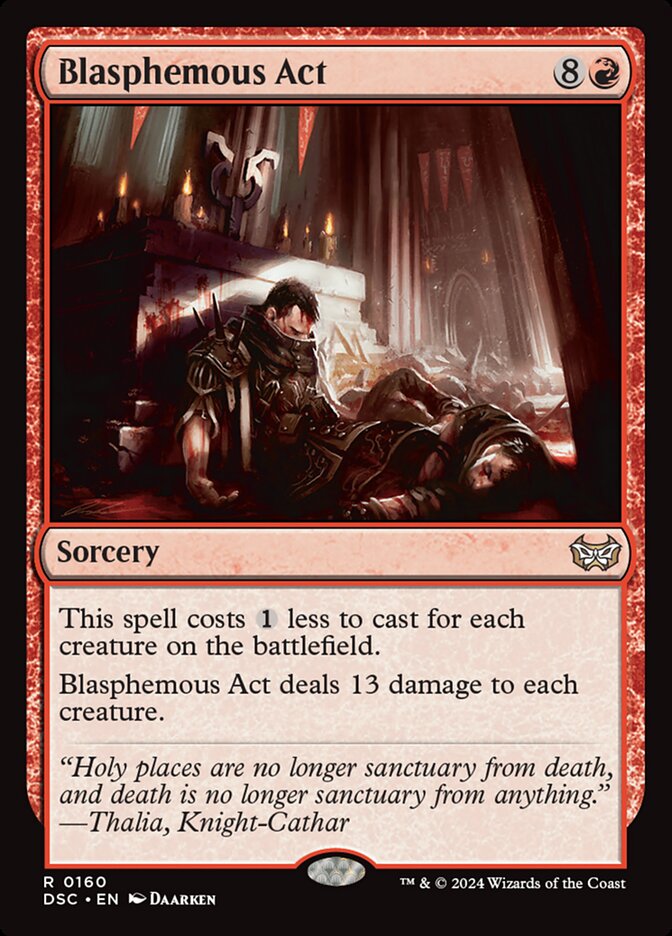 Blasphemous Act 8
Sorcery
This spell costs 1 less to cast for each
creature on the battlefield.
Blasphemous Act deals 13 damage to each
creature.
“Holy places are no longer sanctuary from death,
and death is no longer sanctuary from anything.”
—Thalia, Knight-Cathar
R 0160
DSC • EN Daarken
™ & © 2024 Wizards of the Coast